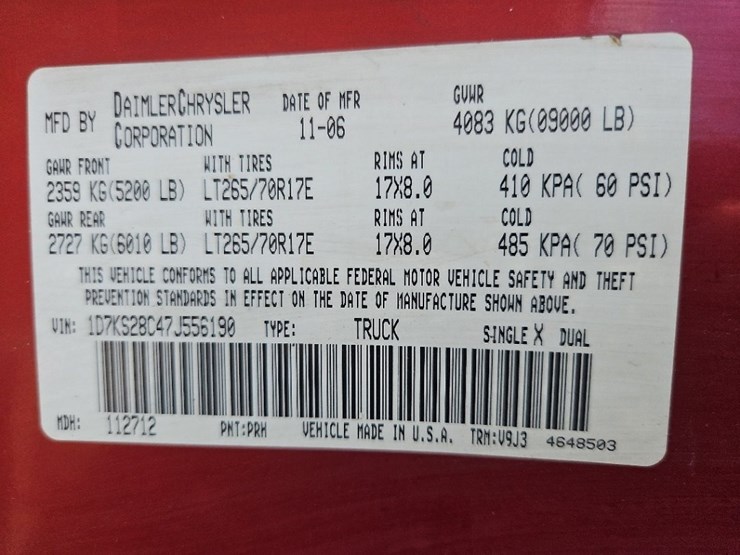 MFD BY DAIMLERCHRYSLER CORPORATION DATE OF MFR 11-06 GVWR 4083 KG(09000 LB)
GAWR FRONT WITH TIRES RIMS AT COLD
2359 KG(5200 LB) LT265/70R17E 17X8.0 410 KPA( 60 PSI)
GAWR REAR WITH TIRES RIMS AT COLD
2727 KG(6010 LB) LT265/70R17E 17X8.0 485 KPA( 70 PSI)
THIS VEHICLE CONFORMS TO ALL APPLICABLE FEDERAL MOTOR VEHICLE SAFETY AND THEFT
PREVENTION STANDARDS IN EFFECT ON THE DATE OF MANUFACTURE SHOWN ABOVE.
VIN: 1D7KS28C47J556190 TYPE: TRUCK SINGLE X DUAL
MDH: 112712 PNT:PRH VEHICLE MADE IN U.S.A. TRM:V9J3 4648503